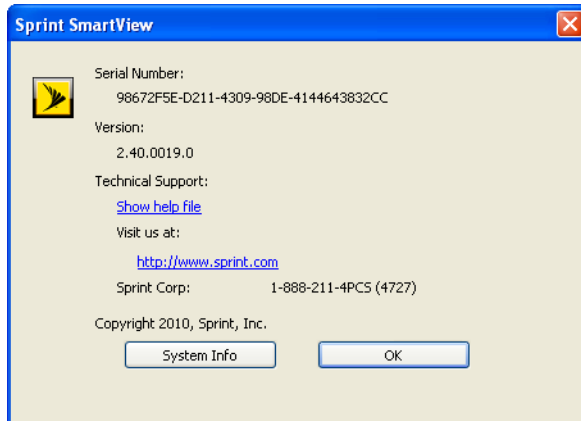 Sprint SmartView
Serial Number:
98672F5E-D211-4309-98DE-4144643832CC
Version:
2.40.0019.0
Technical Support:
Show help file
Visit us at:
http://www.sprint.com
Sprint Corp: 1-888-211-4PCS (4727)
Copyright 2010, Sprint, Inc.
System Info OK